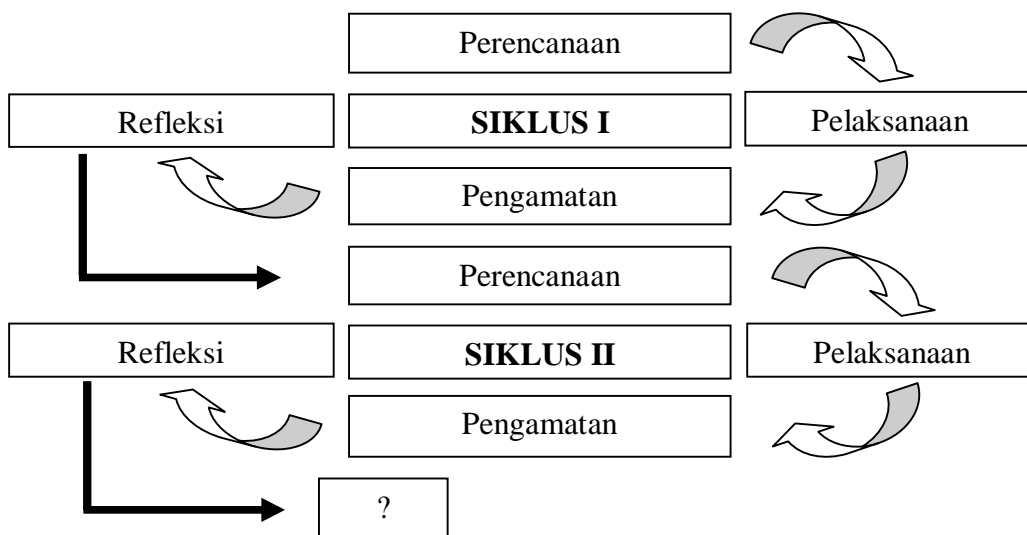 Perencanaan
Refleksi
SIKLUS I
Pelaksanaan
Pengamatan
Perencanaan
Refleksi
SIKLUS II
Pelaksanaan
Pengamatan
?